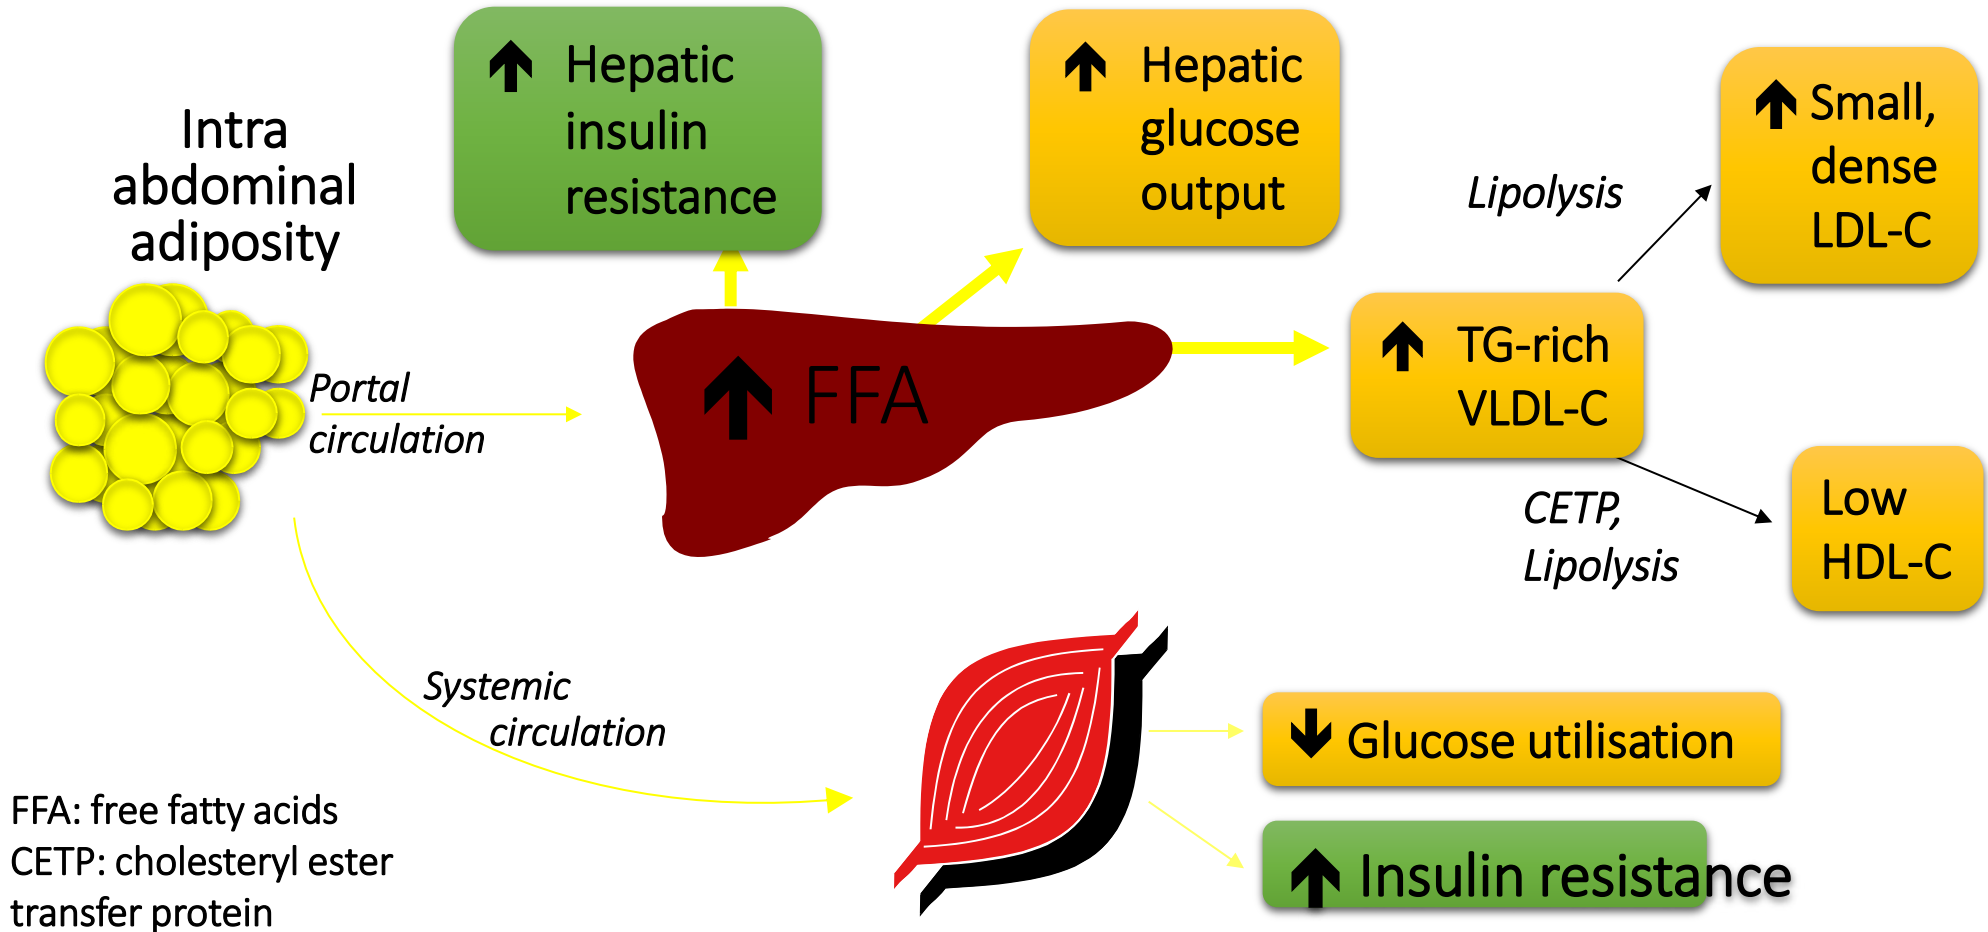 Intra
abdominal
adiposity
Hepatic
insulin
resistance
Hepatic
glucose
output
Small,
dense
LDL-C
Lipolysis
Portal
circulation
FFA
TG-rich
VLDL-C
CETP,
Lipolysis
Low
HDL-C
Systemic
circulation
Glucose utilisation
Insulin resistance
FFA: free fatty acids
CETP: cholesteryl ester
transfer protein